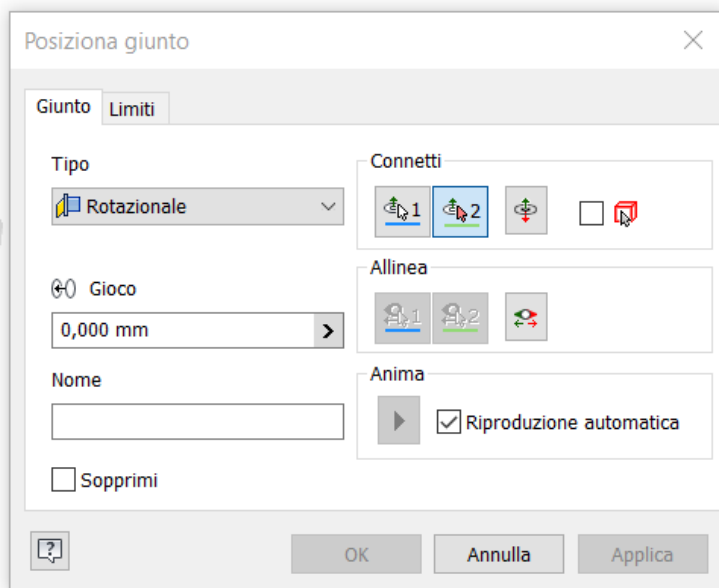 Posiziona giunto
Giunto
Limiti
Tipo
Rotazionale
Gioco
0,000 mm
Nome
Sopprimi
Connetti
1
2
Allinea
1
2
Anima
Riproduzione automatica
?
OK
Annulla
Applica